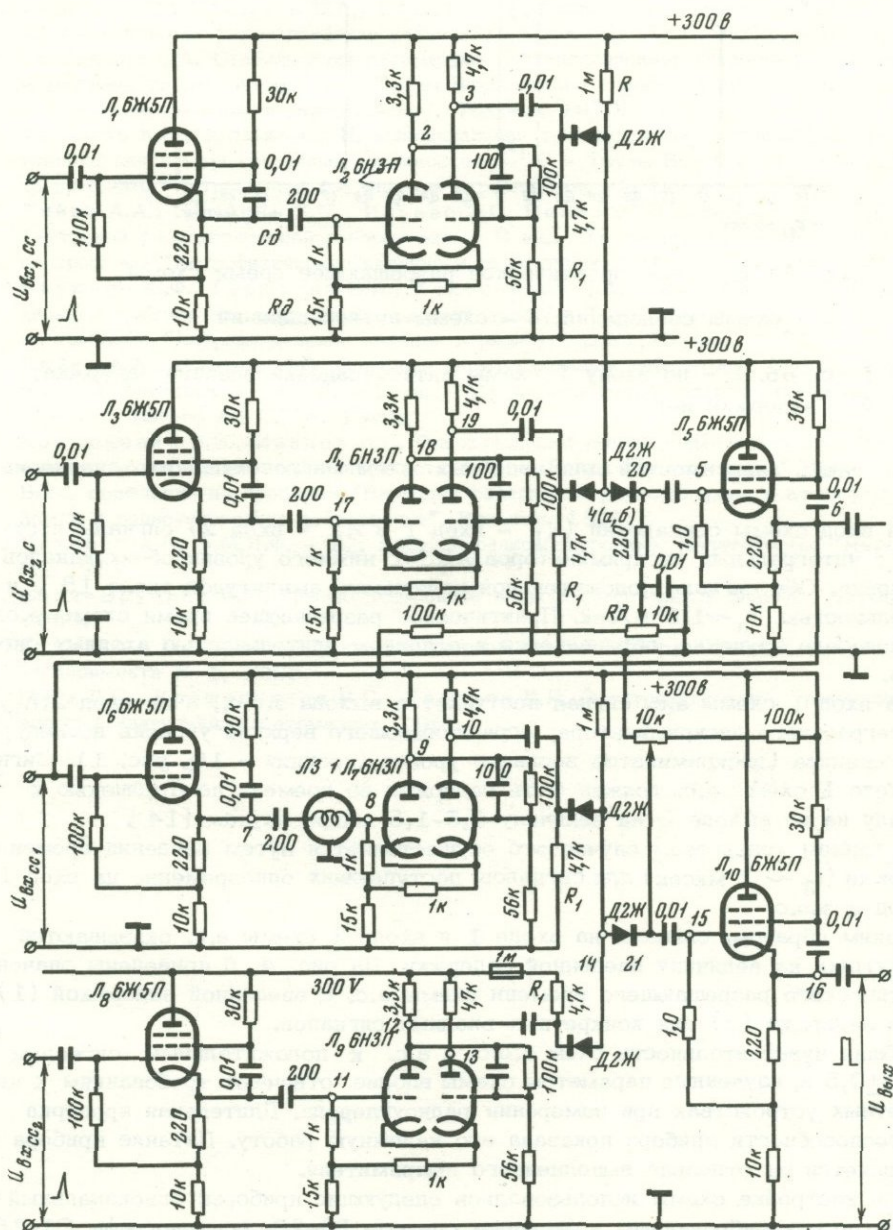 +300в
30к
3,3к
4,7к
3
1м
R
Л₁ 6Ж5П
0,01
Д2Ж
0,01
0,01
2
Л₂ 6Н3П
100
100к
200
110к
220
Сд
1к
4,7к
Uвх₁ сс
10к
Rд
15к
1к
56к
R₁
+300в
Л₃ 6Ж5П
30к
3,3к
4,7к
19
0,01
Л₅ 6Ж5П
30к
0,01
0,01
Л₄ 6Н3П
18
100
100к
Д2Ж
20
0,01
6
200
17
4(а,б)
100к
220
1к
4,7к
220
0,01
220
Uвх₂
10к
15к
1к
100к
56к
R₁
Rд
10к
10к
+300в
Л₆ 6Ж5П
30к
3,3к
4,7к
10
1м
10к
100к
9
0,01
ЛЗ 1
Л₇ 6Н3П
100к
Д2Ж
30к
7
200
8
100к
220
1к
4,7к
Л₁₀ 6Ж5П
Uвх сс₁
10к
15к
1к
56к
R₁
Д2Ж
0,01
15
0,01
14
21
16
300V
1м
Л₈ 6Ж5П
30к
3,3к
4,7к
R₁
4,7к
Л₉ 6Н3П
12
13
100к
Д2Ж
200
11
220
100к
220
1к
Uвх сс₂
10к
15к
1к
56к
10к
Uвых